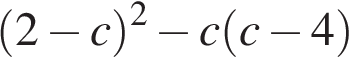 (2 − c)² − c(c − 4)